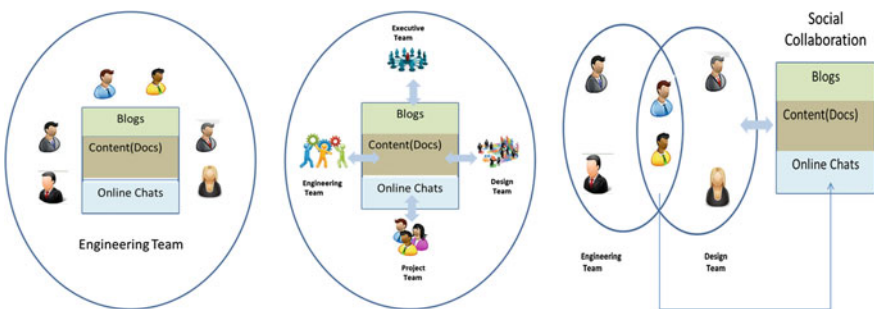 Blogs
Content(Docs)
Online Chats
Engineering Team
Executive
Team
Blogs
Content(Docs)
Online Chats
Engineering
Team
Design
Team
Project
Team
Engineering
Team
Design
Team
Social
Collaboration
Blogs
Content(Docs)
Online Chats